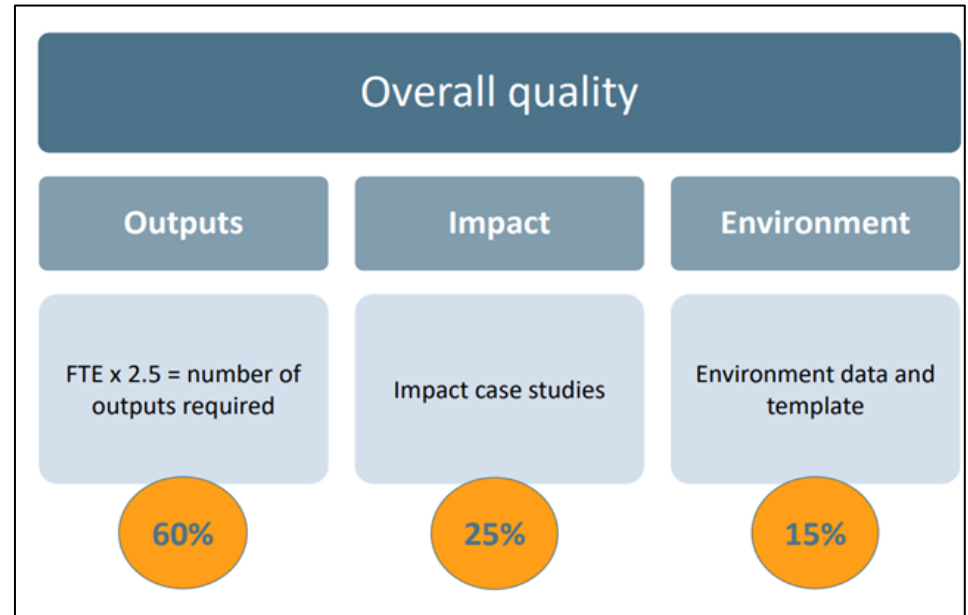 Overall quality
Outputs
Impact
Environment
FTE x 2.5 = number of
outputs required
Impact case studies
Environment data and
template
60%
25%
15%